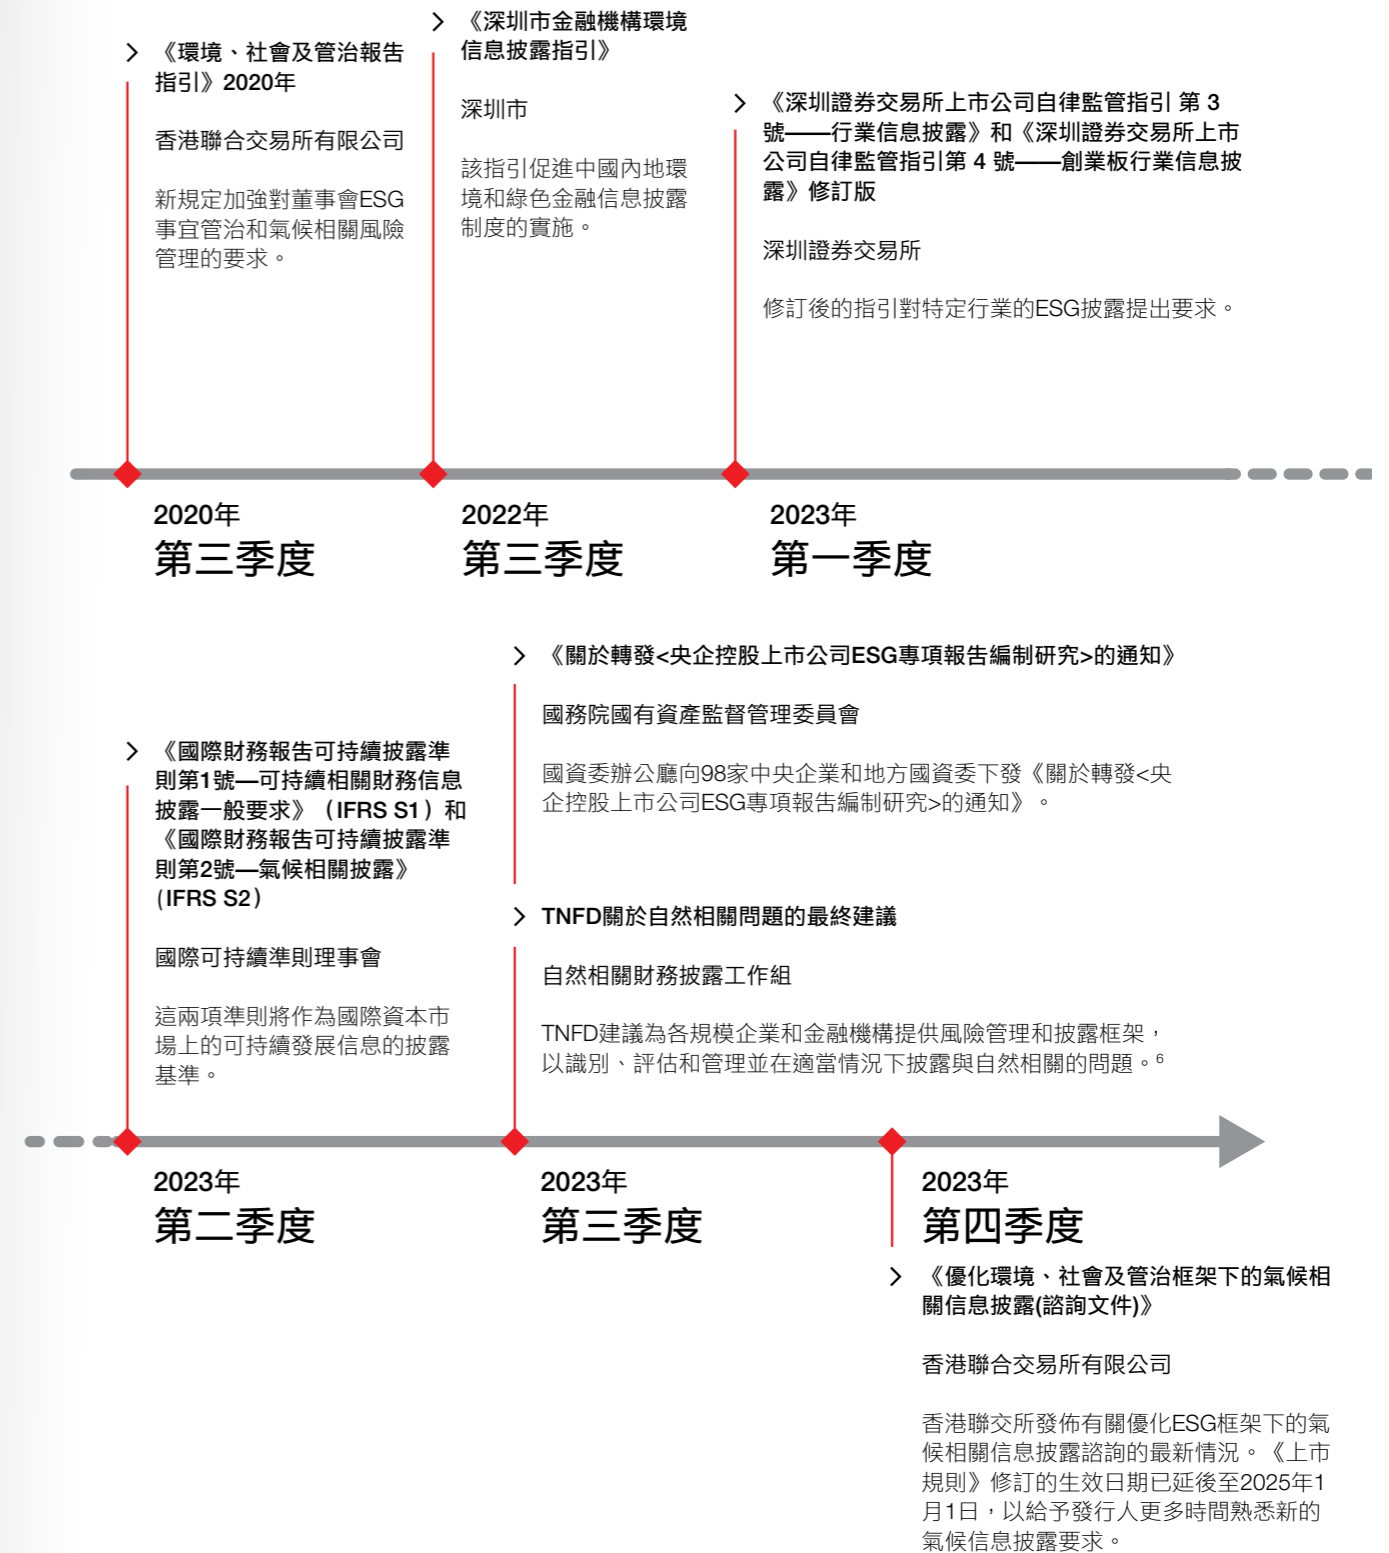 《環境、社會及管治報告
指引》2020年
香港聯合交易所有限公司
新規定加強對董事會ESG
事宜管治和氣候相關風險
管理的要求。
《深圳市金融機構環境
信息披露指引》
深圳市
該指引促進中國內地環
境和綠色金融信息披露
制度的實施。
《深圳證券交易所上市公司自律監管指引 第 3
號——行業信息披露》和《深圳證券交易所上市
公司自律監管指引第 4 號——創業板行業信息披
露》修訂版
深圳證券交易所
修訂後的指引對特定行業的ESG披露提出要求。
2020年
第三季度
2022年
第三季度
2023年
第一季度
《國際財務報告可持續披露準
則第1號—可持續相關財務信息
披露一般要求》（IFRS S1）和
《國際財務報告可持續披露準
則第2號—氣候相關披露》
(IFRS S2）
國際可持續準則理事會
這兩項準則將作為國際資本市
場上的可持續發展信息的披露
基準。
《關於轉發<央企控股上市公司ESG專項報告編制研究>的通知》
國務院國有資產監督管理委員會
國資委辦公廳向98家中央企業和地方國資委下發《關於轉發<央
企控股上市公司ESG專項報告編制研究>的通知》。
TNFD關於自然相關問題的最終建議
自然相關財務披露工作組
TNFD建議為各規模企業和金融機構提供風險管理和披露框架，
以識別、評估和管理並在適當情況下披露與自然相關的問題。⁶
2023年
第二季度
2023年
第三季度
2023年
第四季度
《優化環境、社會及管治框架下的氣候相
關信息披露(諮詢文件)》
香港聯合交易所有限公司
香港聯交所發佈有關優化ESG框架下的氣
候相關信息披露諮詢的最新情況。《上市
規則》修訂的生效日期已延後至2025年1
月1日，以給予發行人更多時間熟悉新的
氣候信息披露要求。